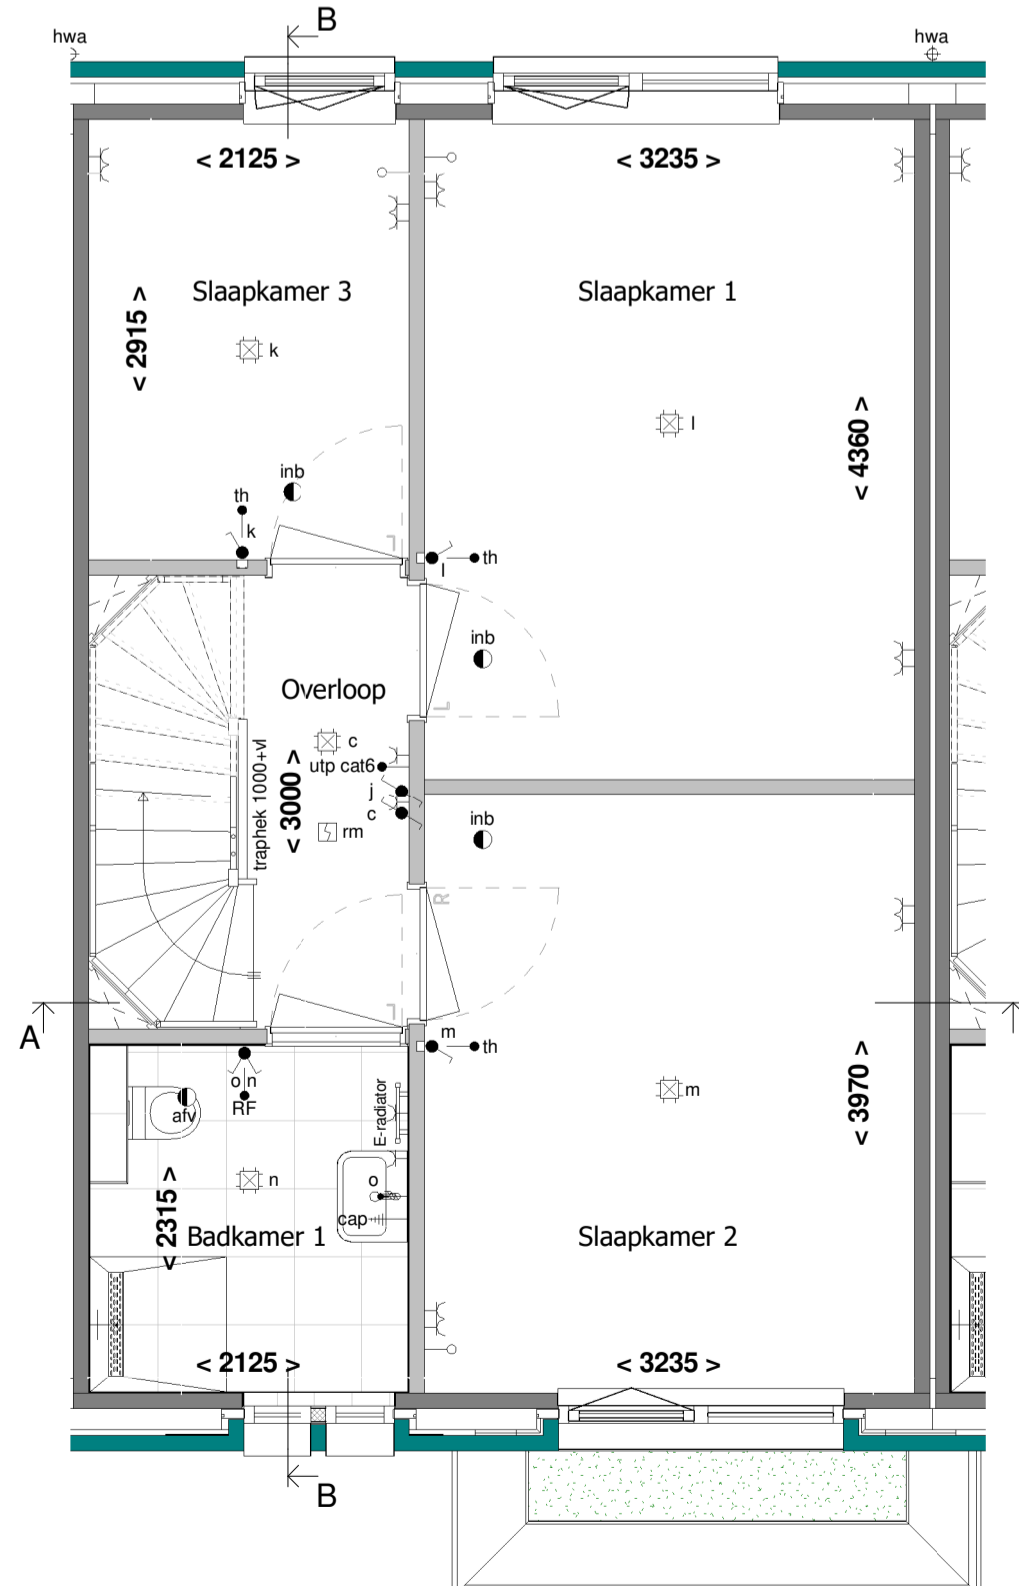 B
hwa
hwa
< 2125 >
< 3235 >
Slaapkamer 3
Slaapkamer 1
< 2915 >
k
l
< 4360 >
inb
th
k
l
th
inb
L
Overloop
c
utp cat6
j
c
traphek 1000+vl
< 3000 >
rm
inb
R
A
m
th
o n
RF
afv
E-radiator
m
< 3970 >
n
o
cap
< 2315 >
Badkamer 1
Slaapkamer 2
< 2125 >
< 3235 >
B